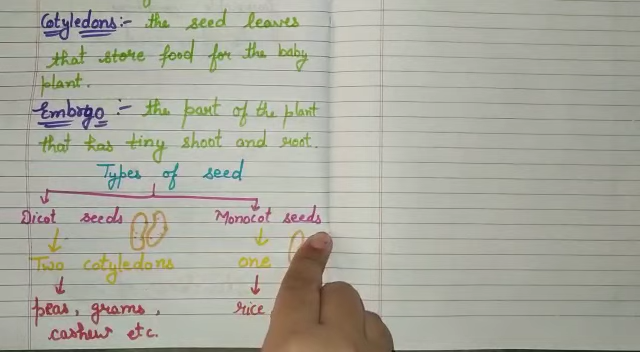 Cotyledons:- the seed leaves
that store food for the baby
plant.
Embryo:- the part of the plant
that has tiny shoot and root.
Types of seed
Dicot seeds Monocot seeds
Two cotyledons one
peas, grams, rice
cashew etc.